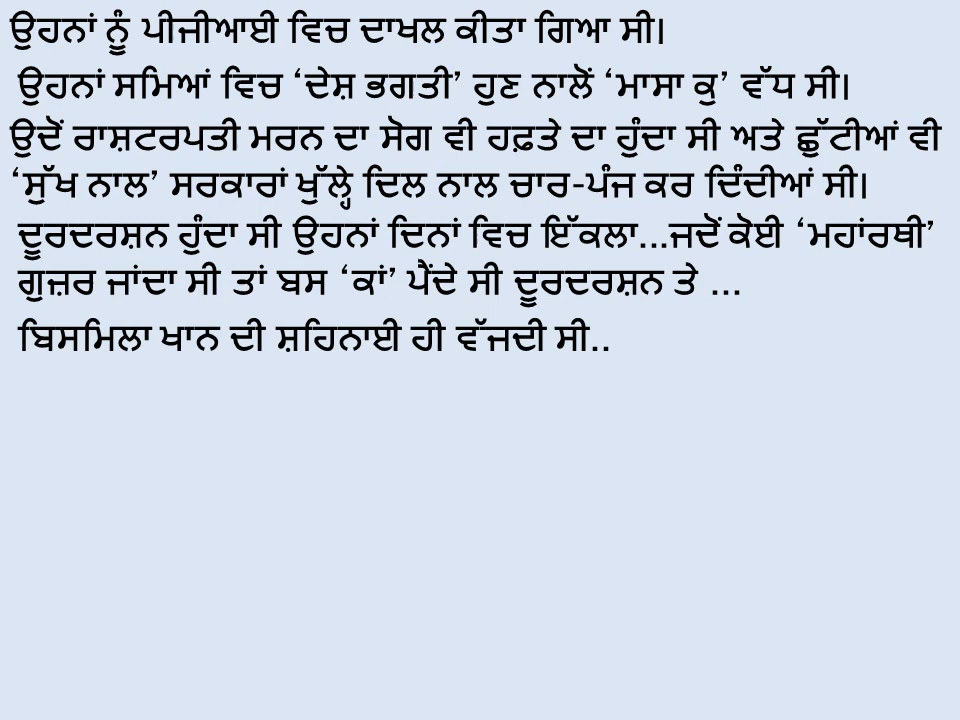 ਉਹਨਾਂ ਨੂੰ ਪੀਜੀਆਈ ਵਿਚ ਦਾਖਲ ਕੀਤਾ ਗਿਆ ਸੀ।
ਉਹਨਾਂ ਸਮਿਆਂ ਵਿਚ ‘ਦੇਸ਼ ਭਗਤੀ’ ਹੁਣ ਨਾਲੋਂ ‘ਮਾਸਾ ਕੁ’ ਵੱਧ ਸੀ।
ਉਦੋਂ ਰਾਸ਼ਟਰਪਤੀ ਮਰਨ ਦਾ ਸੋਗ ਵੀ ਹਫ਼ਤੇ ਦਾ ਹੁੰਦਾ ਸੀ ਅਤੇ ਛੁੱਟੀਆਂ ਵੀ
‘ਸੁੱਖ ਨਾਲ’ ਸਰਕਾਰਾਂ ਖੁੱਲ੍ਹੇ ਦਿਲ ਨਾਲ ਚਾਰ-ਪੰਜ ਕਰ ਦਿੰਦੀਆਂ ਸੀ।
ਦੂਰਦਰਸ਼ਨ ਹੁੰਦਾ ਸੀ ਉਹਨਾਂ ਦਿਨਾਂ ਵਿਚ ਇੱਕਲਾ...ਜਦੋਂ ਕੋਈ ‘ਮਹਾਂਰਥੀ’
ਗੁਜ਼ਰ ਜਾਂਦਾ ਸੀ ਤਾਂ ਬਸ ‘ਕਾਂ’ ਪੈਂਦੇ ਸੀ ਦੂਰਦਰਸ਼ਨ ਤੇ ...
ਬਿਸਮਿਲਾ ਖਾਨ ਦੀ ਸ਼ਹਿਨਾਈ ਹੀ ਵੱਜਦੀ ਸੀ..